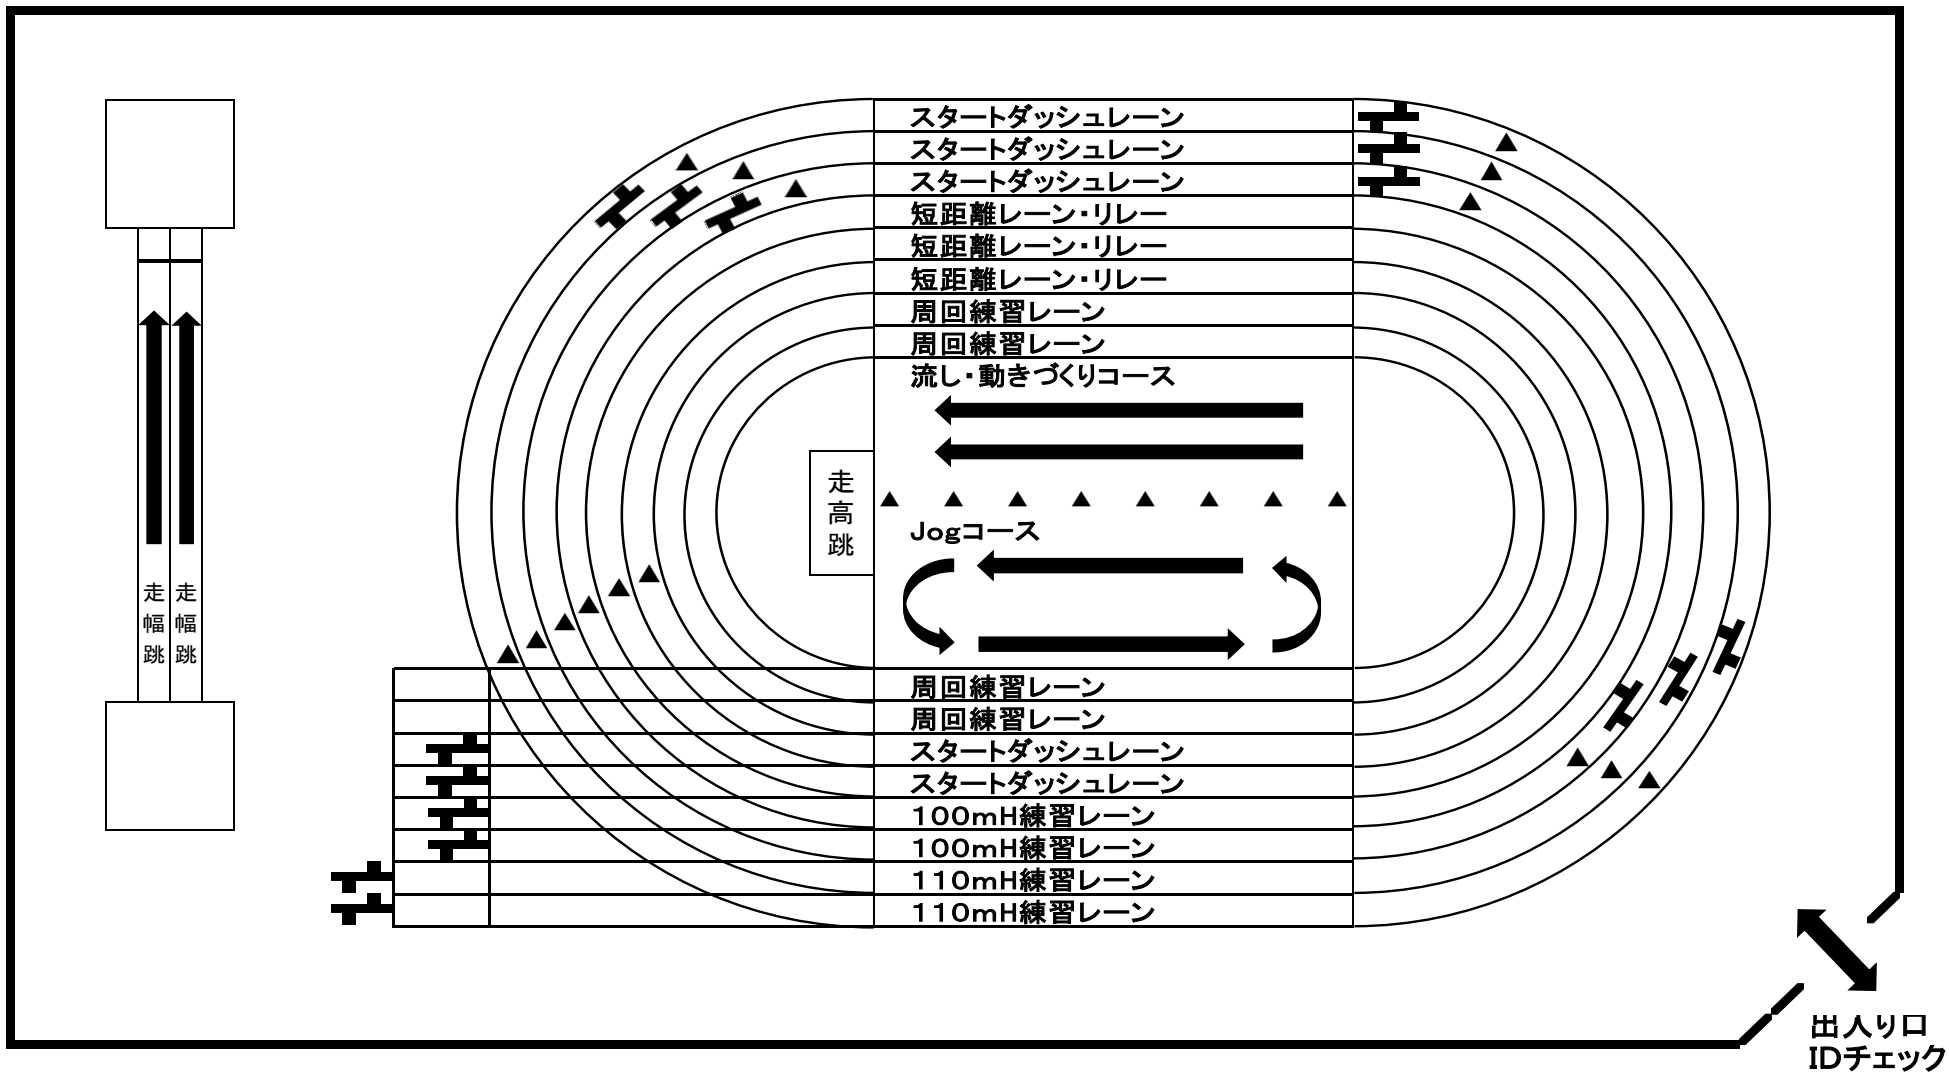 スタートダッシュレーン
スタートダッシュレーン
スタートダッシュレーン
短距離レーン・リレー
短距離レーン・リレー
短距離レーン・リレー
周回練習レーン
周回練習レーン
流し・動きづくりコース
走高跳
Jogコース
走幅跳
走幅跳
周回練習レーン
周回練習レーン
スタートダッシュレーン
スタートダッシュレーン
100mH練習レーン
100mH練習レーン
110mH練習レーン
110mH練習レーン
出入り口
IDチェック